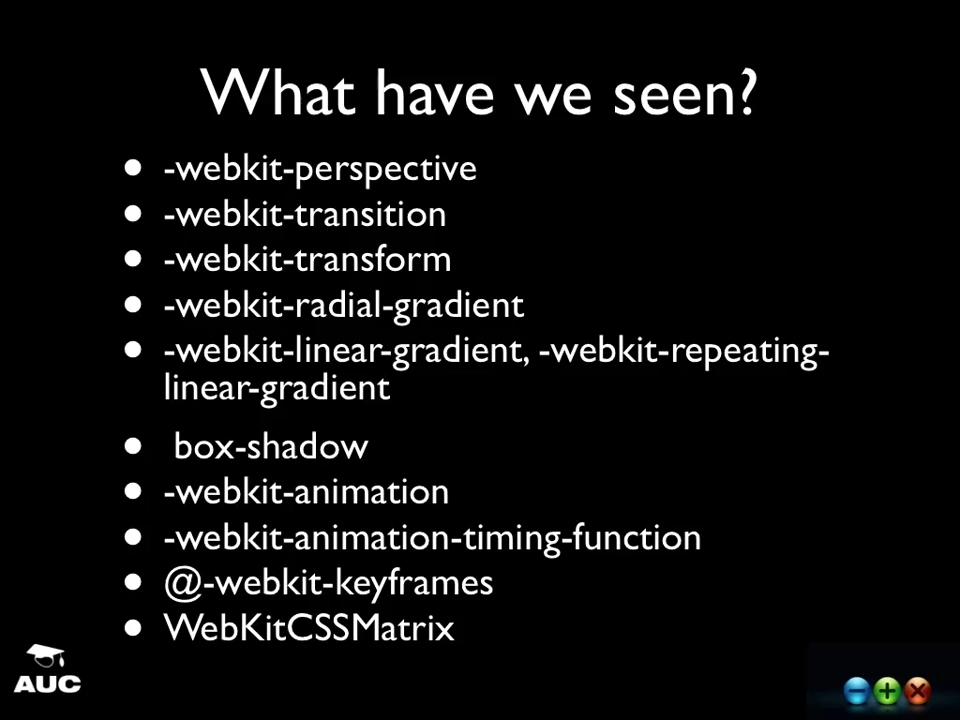 What have we seen?
• -webkit-perspective
• -webkit-transition
• -webkit-transform
• -webkit-radial-gradient
• -webkit-linear-gradient, -webkit-repeating-
linear-gradient
• box-shadow
• -webkit-animation
• -webkit-animation-timing-function
• @-webkit-keyframes
• WebKitCSSMatrix
AUC